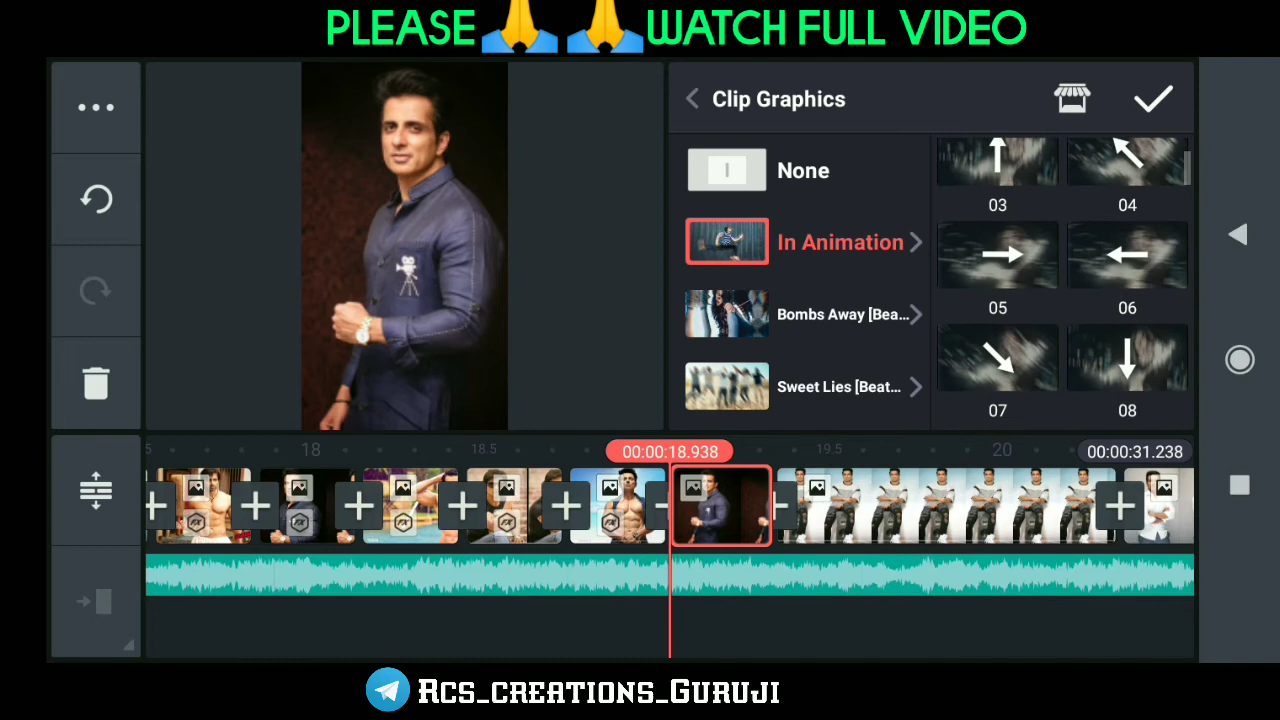 PLEASE🙏🙏WATCH FULL VIDEO
Clip Graphics
None
In Animation
Bombs Away [Bea...
Sweet Lies [Beat...
03
04
05
06
07
08
5
18
18.5
00:00:18.938
19.5
20
00:00:31.238
Rcs_creations_Guruji